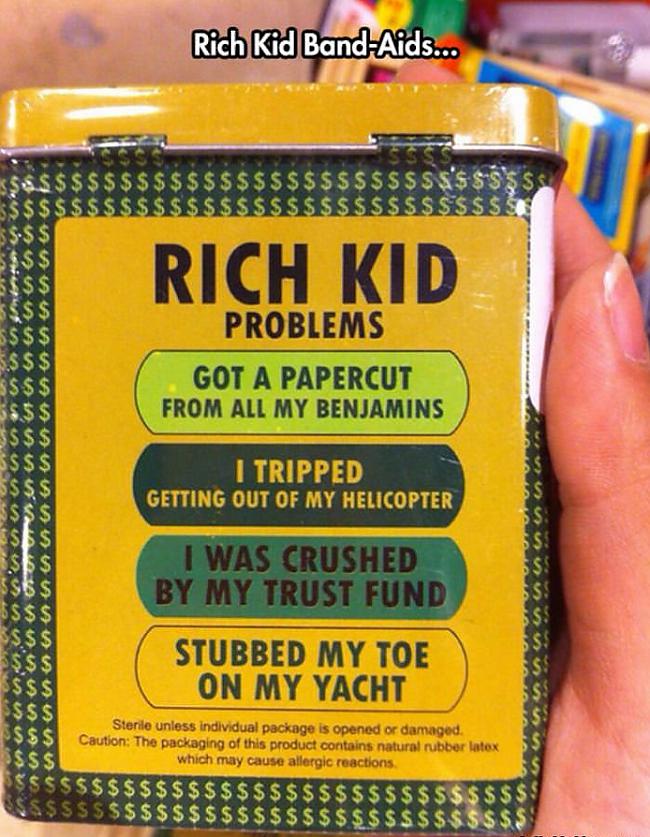 Rich Kid Band-Aids...
RICH KID
PROBLEMS
GOT A PAPERCUT
FROM ALL MY BENJAMINS
I TRIPPED
GETTING OUT OF MY HELICOPTER
I WAS CRUSHED
BY MY TRUST FUND
STUBBED MY TOE
ON MY YACHT
Sterile unless individual package is opened or damaged.
Caution: The packaging of this product contains natural rubber latex
which may cause allergic reactions.